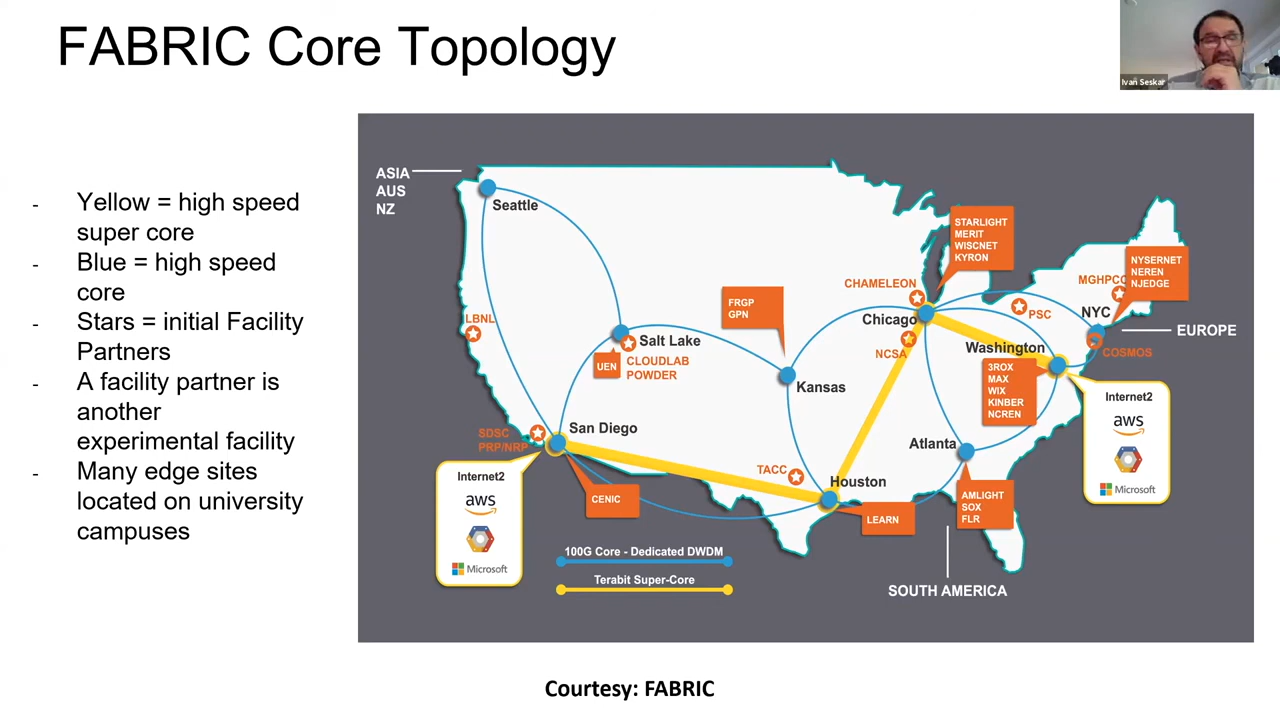 FABRIC Core Topology
Ivan Seskar
- Yellow = high speed
super core
- Blue = high speed
core
- Stars = initial Facility
Partners
- A facility partner is
another
experimental facility
- Many edge sites
located on university
campuses
ASIA
AUS
NZ
Seattle
LBNL
Salt Lake
UEN
CLOUDLAB
POWDER
FRGP
GPN
Kansas
CHAMELEON
Chicago
NCSA
STARLIGHT
MERIT
WISCNET
KYRON
PSC
MGHPCC
NYSERNET
NEREN
NJEDGE
NYC
EUROPE
COSMOS
Washington
3ROX
MAX
WIX
KINBER
NCREN
Internet2
aws
Microsoft
SDSC
PRP/NRP
San Diego
Internet2
aws
Microsoft
CENIC
TACC
Houston
LEARN
Atlanta
AMLIGHT
SOX
FLR
SOUTH AMERICA
100G Core - Dedicated DWDM
Terabit Super-Core
Courtesy: FABRIC